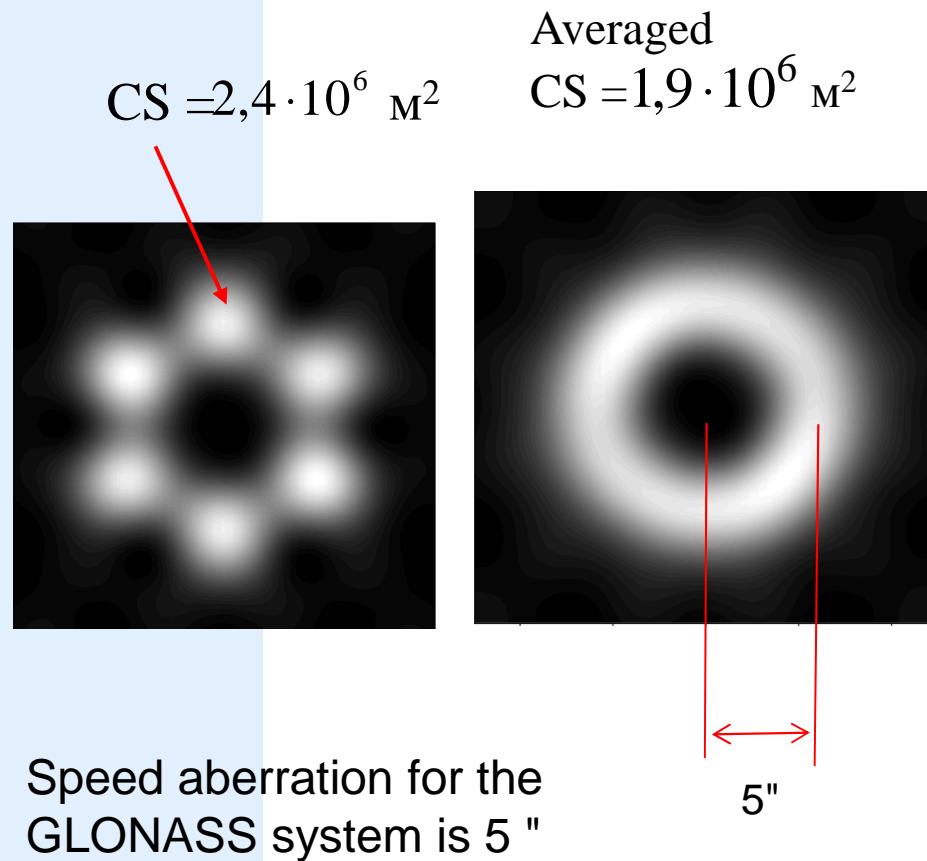 Averaged
CS =2,4·10⁶ м²
CS =1,9·10⁶ м²
5"
Speed aberration for the
GLONASS system is 5 "